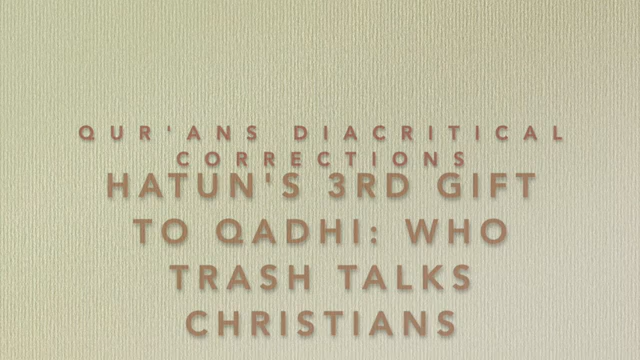 QUR'ANS DIACRITICAL
CORRECTIONS
HATUN'S 3RD GIFT
TO QADHI: WHO
TRASH TALKS
CHRISTIANS